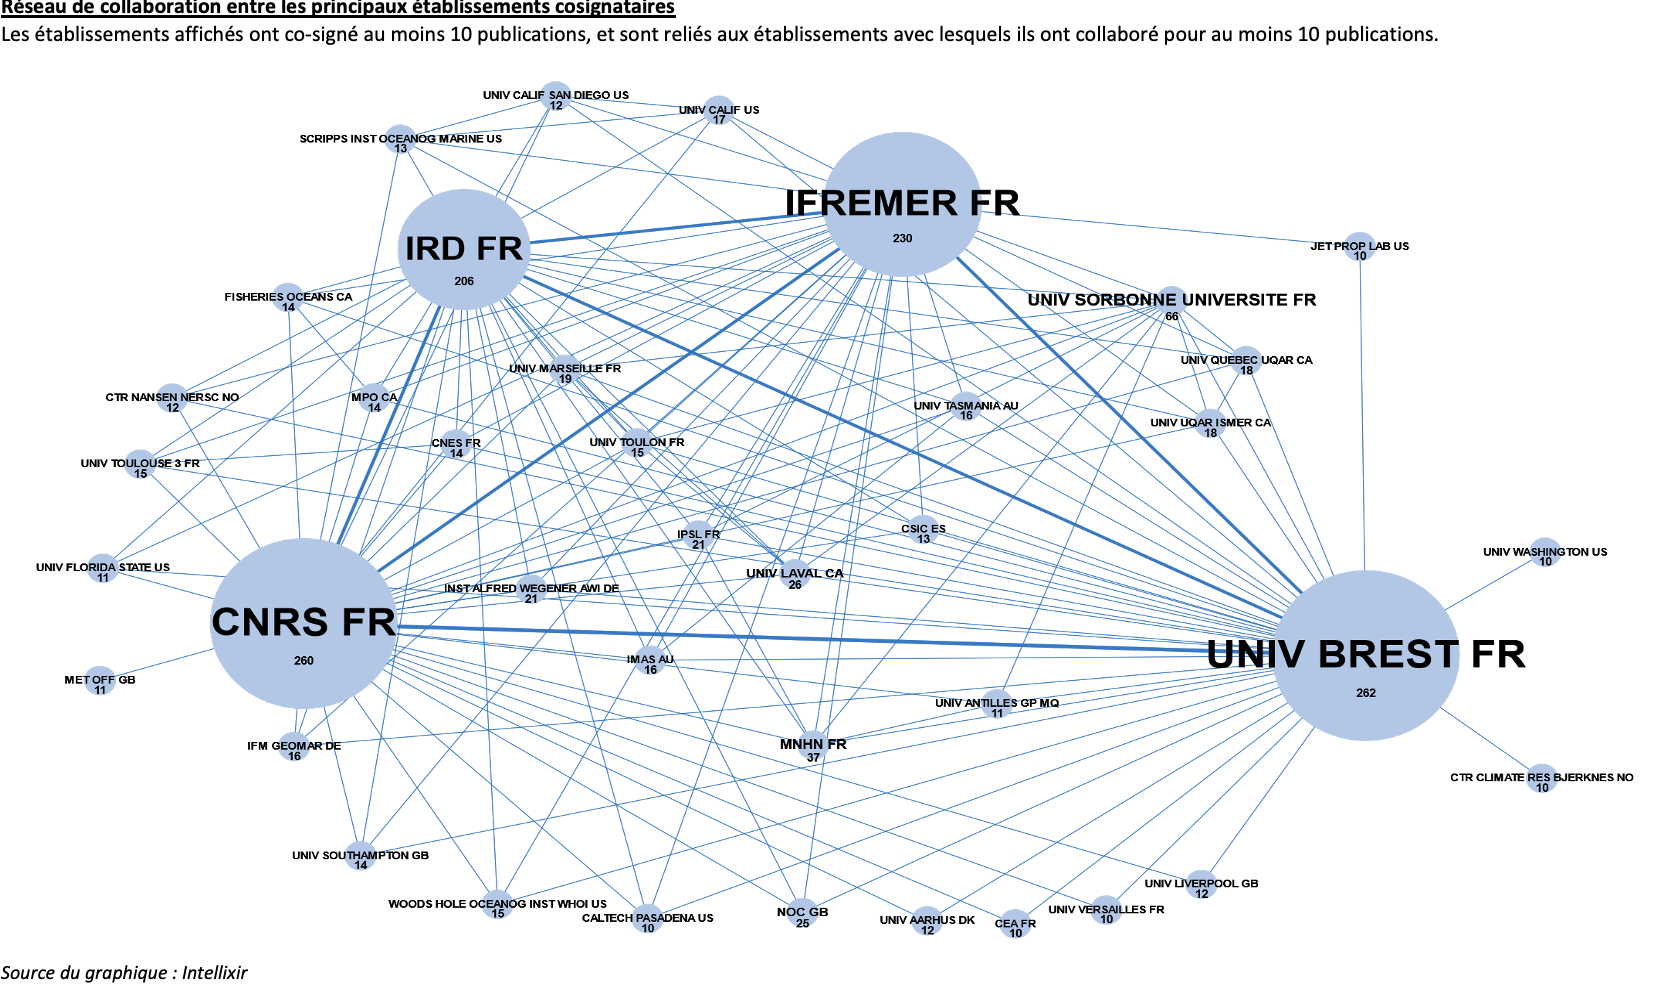 Réseau de collaboration entre les principaux établissements cosignataires
Les établissements affichés ont co-signé au moins 10 publications, et sont reliés aux établissements avec lesquels ils ont collaboré pour au moins 10 publications.
UNIV CALIF SAN DIEGO US
12
UNIV CALIF US
17
SCRIPPS INST OCEANOG MARINE US
13
IFREMER FR
230
IRD FR
206
JET PROP LAB US
10
FISHERIES OCEANS CA
14
UNIV SORBONNE UNIVERSITE FR
66
UNIV MARSEILLE FR
19
UNIV QUEBEC UQAR CA
18
CTR NANSEN NERSC NO
12
MPO CA
14
UNIV TASMANIA AU
16
UNIV UQAR ISMER CA
18
CNES FR
14
UNIV TOULON FR
15
UNIV TOULOUSE 3 FR
15
IPSL FR
21
CSIC ES
13
UNIV WASHINGTON US
10
UNIV FLORIDA STATE US
11
UNIV LAVAL CA
26
INST ALFRED WEGENER AWI DE
21
CNRS FR
260
IMAS AU
16
UNIV BREST FR
262
MET OFF GB
11
UNIV ANTILLES GP MQ
11
IFM GEOMAR DE
16
MNHN FR
37
CTR CLIMATE RES BJERKNES NO
10
UNIV SOUTHAMPTON GB
14
UNIV LIVERPOOL GB
12
WOODS HOLE OCEANOG INST WHOI US
15
CALTECH PASADENA US
10
NOC GB
25
UNIV AARHUS DK
12
CEA FR
10
UNIV VERSAILLES FR
10
Source du graphique : Intellixir